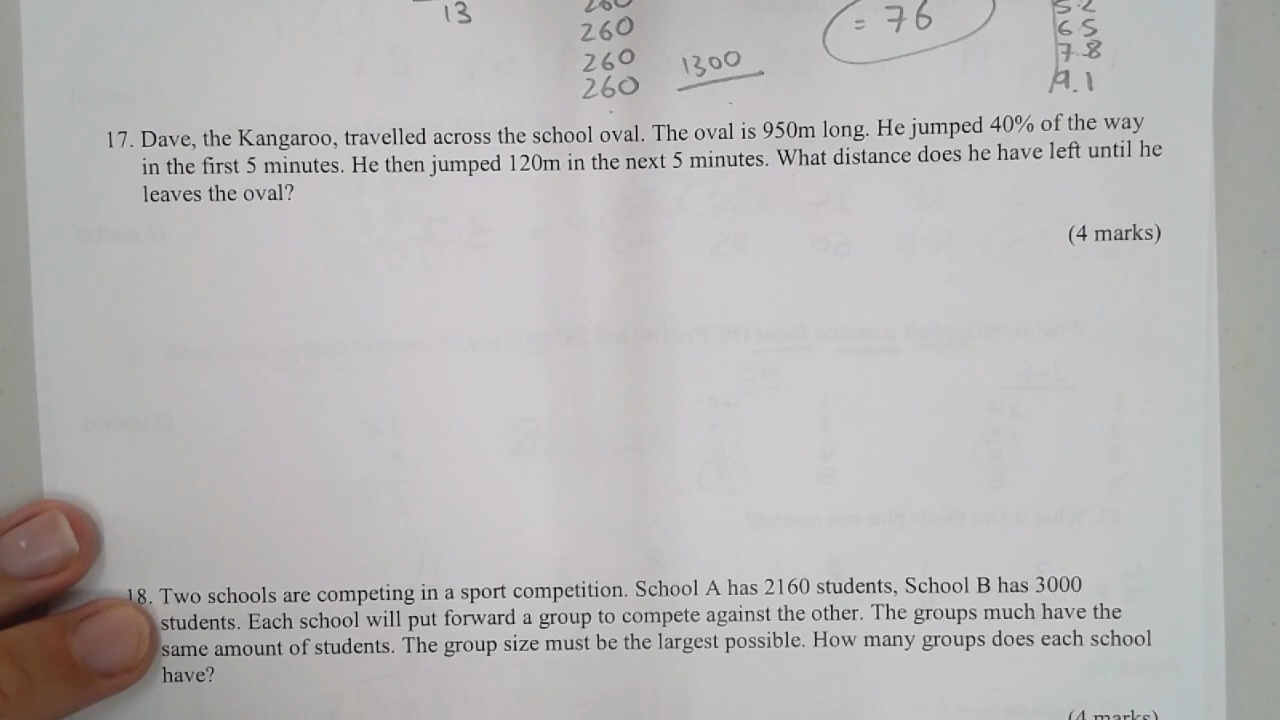 13
260
260
260
260
1300
= 76
5.2
6.5
7.8
9.1
17. Dave, the Kangaroo, travelled across the school oval. The oval is 950m long. He jumped 40% of the way
in the first 5 minutes. He then jumped 120m in the next 5 minutes. What distance does he have left until he
leaves the oval?
(4 marks)
18. Two schools are competing in a sport competition. School A has 2160 students, School B has 3000
students. Each school will put forward a group to compete against the other. The groups much have the
same amount of students. The group size must be the largest possible. How many groups does each school
have?
(4 marks)